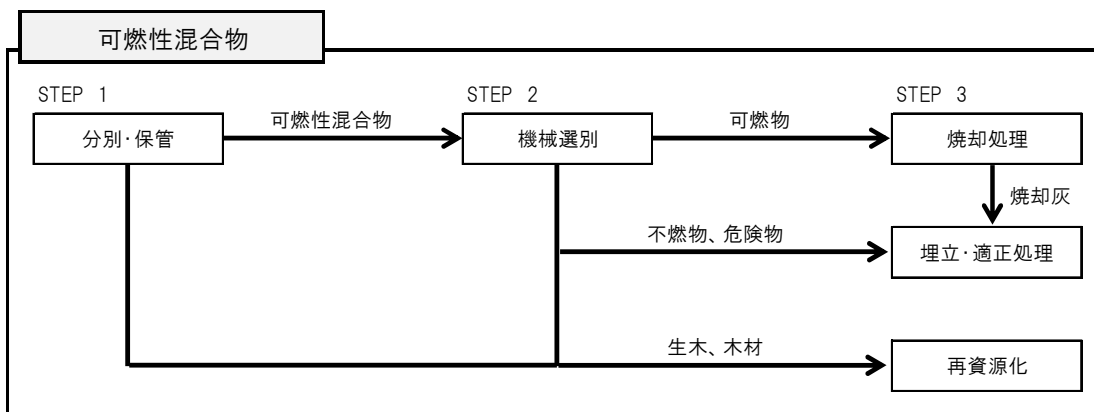 可燃性混合物
STEP 1
STEP 2
STEP 3
分別・保管
可燃性混合物
機械選別
可燃物
焼却処理
焼却灰
不燃物、危険物
埋立・適正処理
生木、木材
再資源化